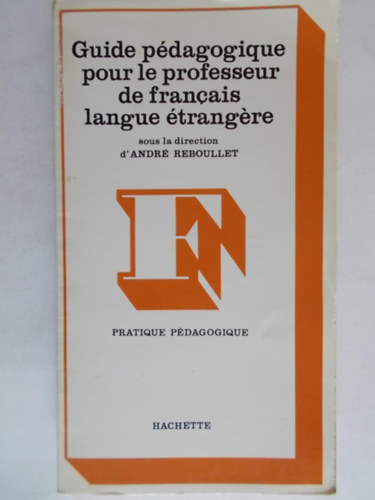 Guide pédagogique
pour le professeur
de français
langue étrangère
sous la direction
d'ANDRÉ REBOULLET
F
PRATIQUE PÉDAGOGIQUE
HACHETTE